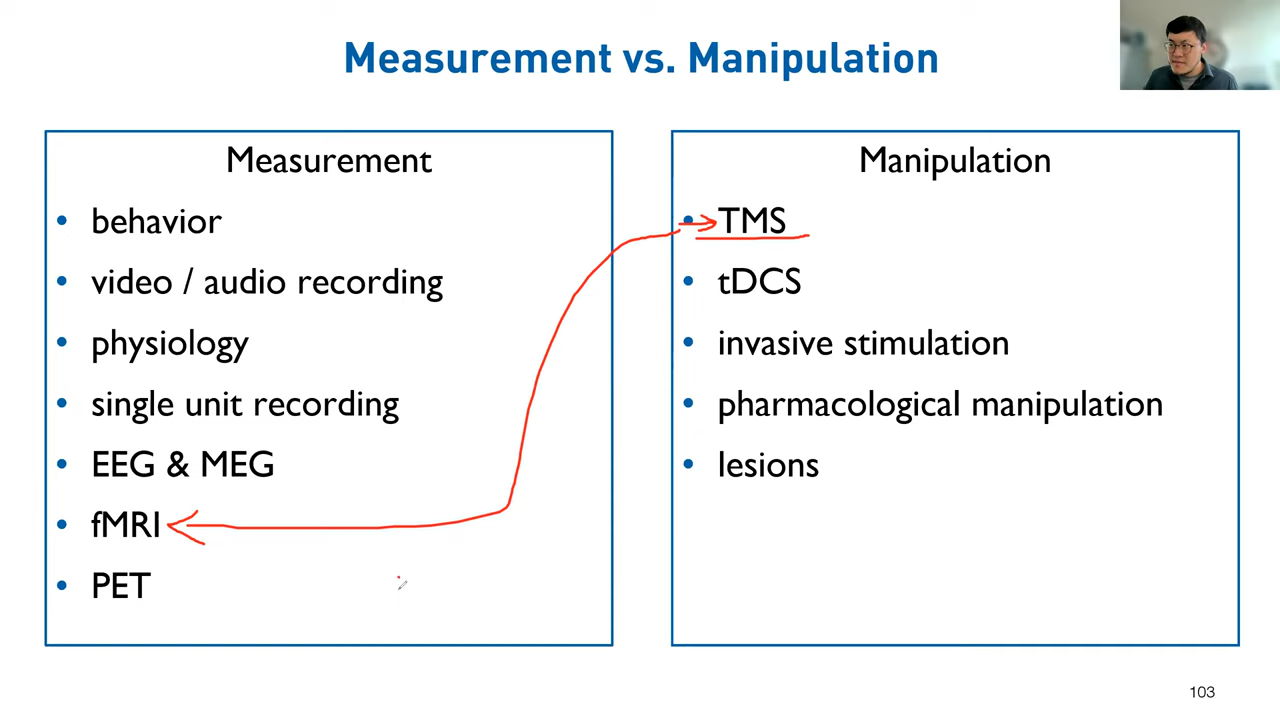 Measurement vs. Manipulation
Measurement
• behavior
• video / audio recording
• physiology
• single unit recording
• EEG & MEG
• fMRI
• PET
Manipulation
• TMS
• tDCS
• invasive stimulation
• pharmacological manipulation
• lesions
103